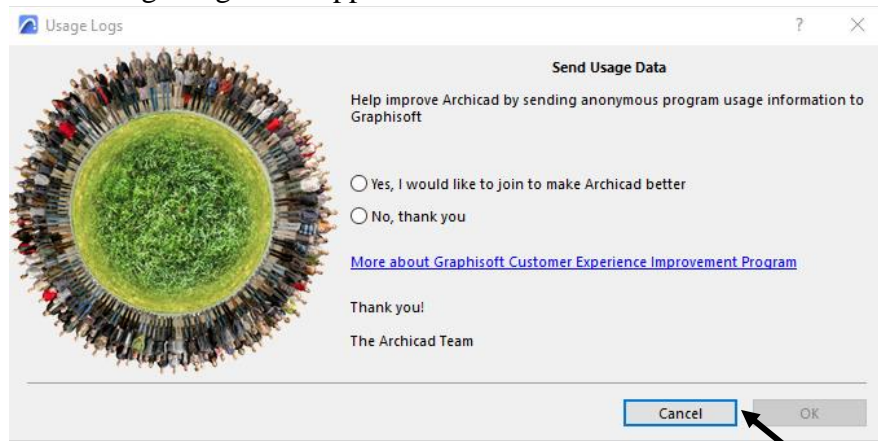 Usage Logs
?
Send Usage Data
Help improve Archicad by sending anonymous program usage information to
Graphisoft
Yes, I would like to join to make Archicad better
No, thank you
More about Graphisoft Customer Experience Improvement Program
Thank you!
The Archicad Team
Cancel
OK